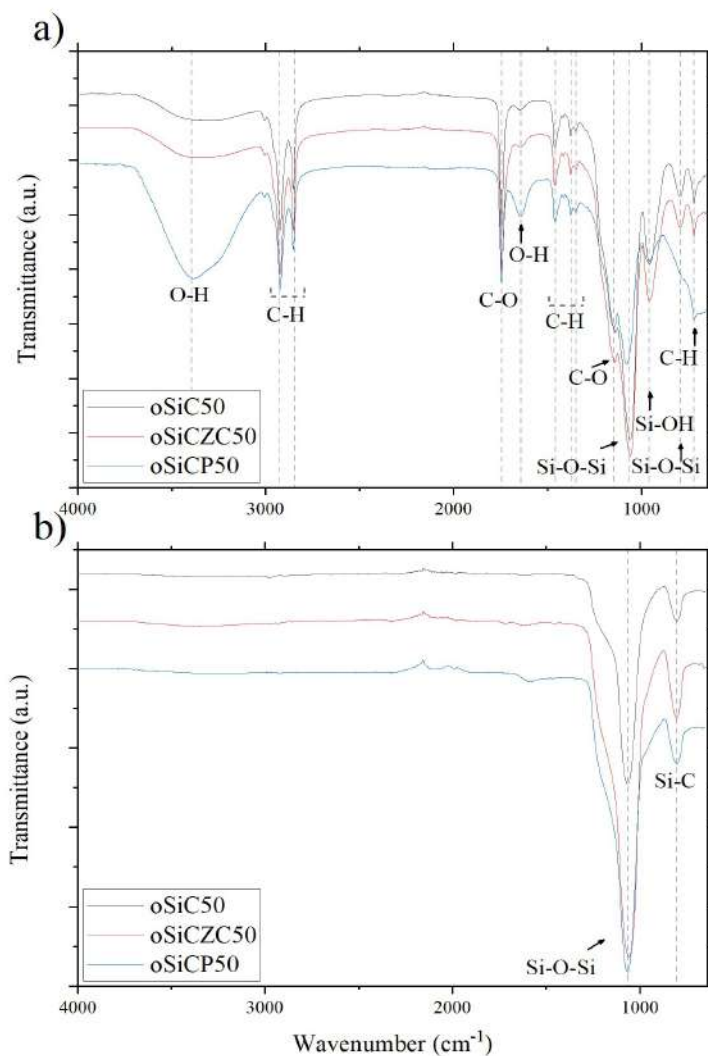 a)
Transmittance (a.u.)
O-H
C-H
C-O
O-H
C-H
C-O
C-H
Si-OH
Si-O-Si
Si-O-Si
oSiC50
oSiCZC50
oSiCP50
4000
3000
2000
1000
b)
Transmittance (a.u.)
Si-C
Si-O-Si
oSiC50
oSiCZC50
oSiCP50
4000
3000
2000
1000
Wavenumber (cm⁻¹)